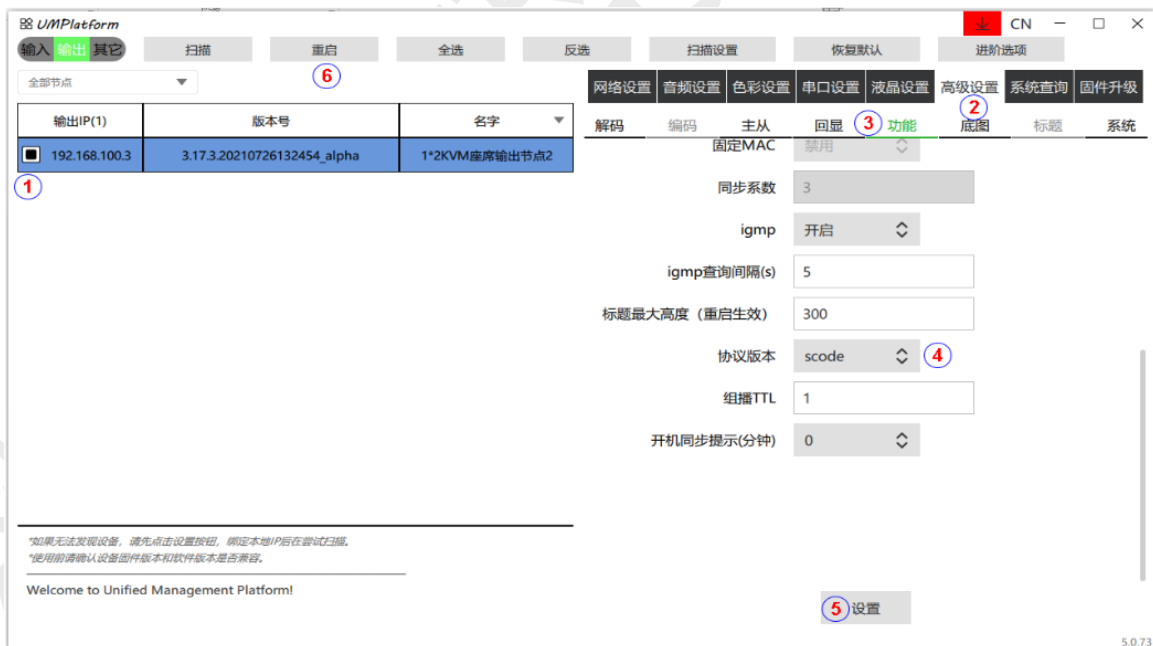 UMPlatform
CN
输入 输出 其它 扫描 重启 全选 反选 扫描设置 恢复默认 进阶选项
6
全部节点
网络设置 音频设置 色彩设置 串口设置 液晶设置 高级设置 系统查询 固件升级
2
输出IP(1) 版本号 名字
解码 编码 主从 回显 3 功能 底图 标题 系统
192.168.100.3 3.17.3.20210726132454_alpha 1*2KVM座席输出节点2
1
固定MAC 禁用
同步系数 3
igmp 开启
igmp查询间隔(s) 5
标题最大高度（重启生效） 300
协议版本 scode 4
组播TTL 1
开机同步提示(分钟) 0
*如果无法发现设备，请先点击设置按钮，绑定本地IP后在尝试扫描。
*使用前请确认设备固件版本和软件版本是否兼容。
Welcome to Unified Management Platform!
5 设置
5.0.73